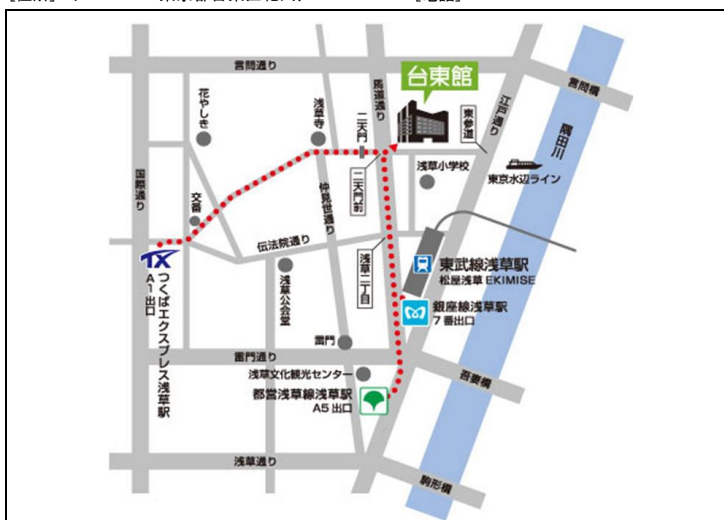 言問通り
花やしき
浅草寺
二天門
馬道通り
台東館
東参道
江戸通り
言問橋
隅田川
国際通り
交番
仲見世通り
二天門前
浅草小学校
東京水辺ライン
伝法院通り
浅草二丁目
TX
A1出口
つくばエクスプレス浅草駅
浅草公会堂
東武線浅草駅
松屋浅草 EKIMISE
銀座線浅草駅
7番出口
雷門
雷門通り
浅草文化観光センター
吾妻橋
都営浅草線浅草駅
A5出口
浅草通り
駒形橋